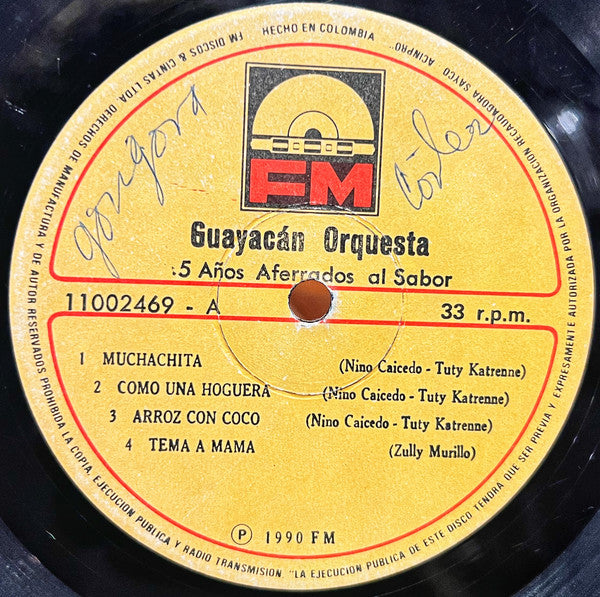 FM DISCOS & CINTAS LTDA. DERECHOS DE MANUFACTURA Y DE AUTOR RESERVADOS PROHIBIDA LA COPIA, EJECUCION PUBLICA Y RADIO TRANSMISION. "LA EJECUCION PUBLICA DE ESTE DISCO TENDRA QUE SER PREVIA Y EXPRESAMENTE AUTORIZADA POR LA ORGANIZACION RECAUDADORA SAYCO - ACINPRO"
HECHO EN COLOMBIA
gongora
FM
Guayacán Orquesta
:5 Años Aferrados al Sabor
11002469 - A
33 r.p.m.
1 MUCHACHITA (Nino Caicedo - Tuty Katrenne)
2 COMO UNA HOGUERA (Nino Caicedo - Tuty Katrenne)
3 ARROZ CON COCO (Nino Caicedo - Tuty Katrenne)
4 TEMA A MAMA (Zully Murillo)
Ⓟ 1990 FM